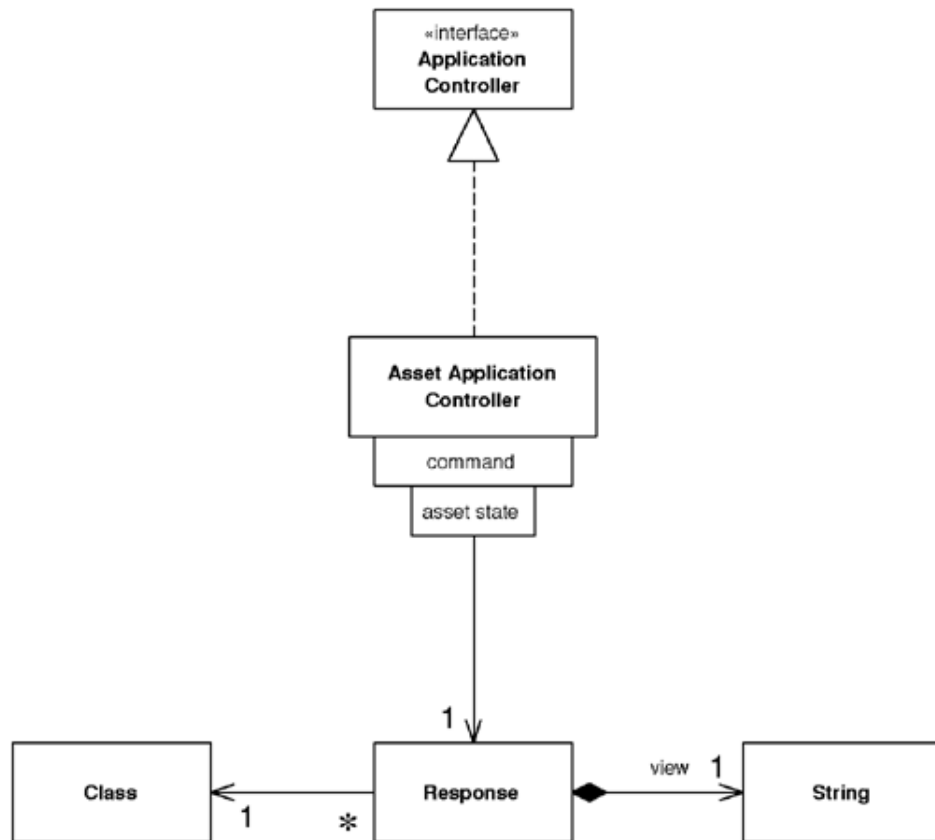 «interface»
Application
Controller
Asset Application
Controller
command
asset state
1
Class
1
*
Response
view
1
String